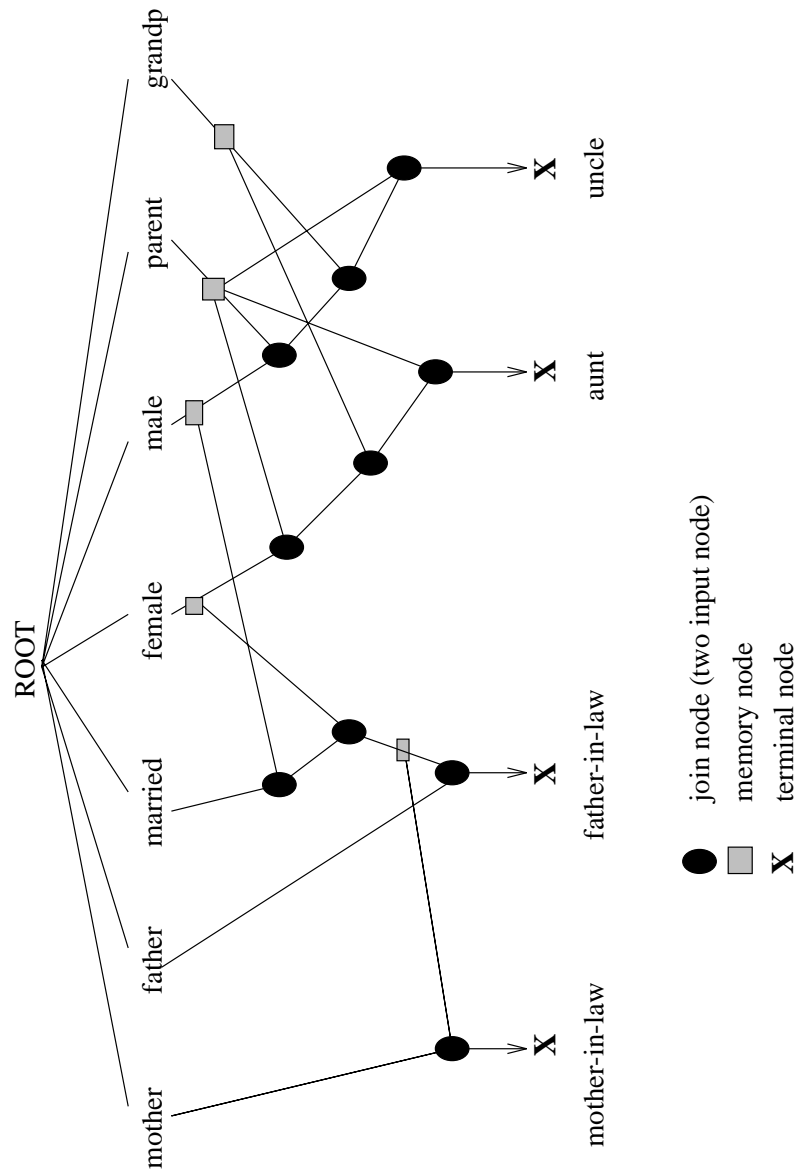 ROOT
mother
father
married
female
male
parent
grandp
X
X
X
X
mother-in-law
father-in-law
aunt
uncle
join node (two input node)
memory node
X terminal node